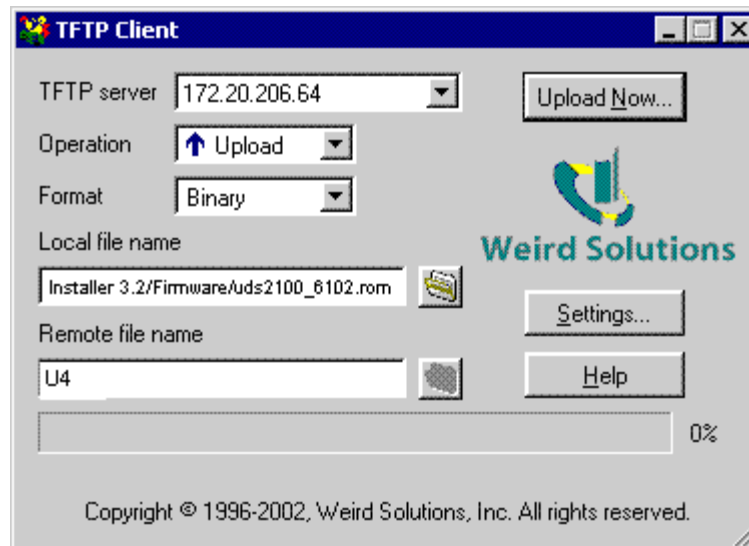 TFTP Client
TFTP server 172.20.206.64
Upload Now...
Operation Upload
Format Binary
Weird Solutions
Local file name
Installer 3.2/Firmware/uds2100_6102.rom
Settings...
Remote file name
U4
Help
0%
Copyright © 1996-2002, Weird Solutions, Inc. All rights reserved.